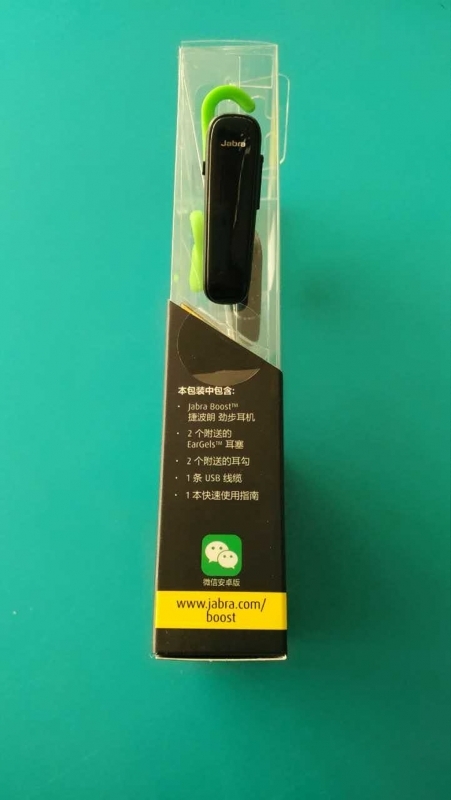 Jabra
本包装中包含:
· Jabra Boost™
捷波朗 劲步耳机
· 2 个附送的
EarGels™ 耳塞
· 2 个附送的耳勾
· 1 条 USB 线缆
· 1 本快速使用指南
微信安卓版
www.jabra.com/
boost